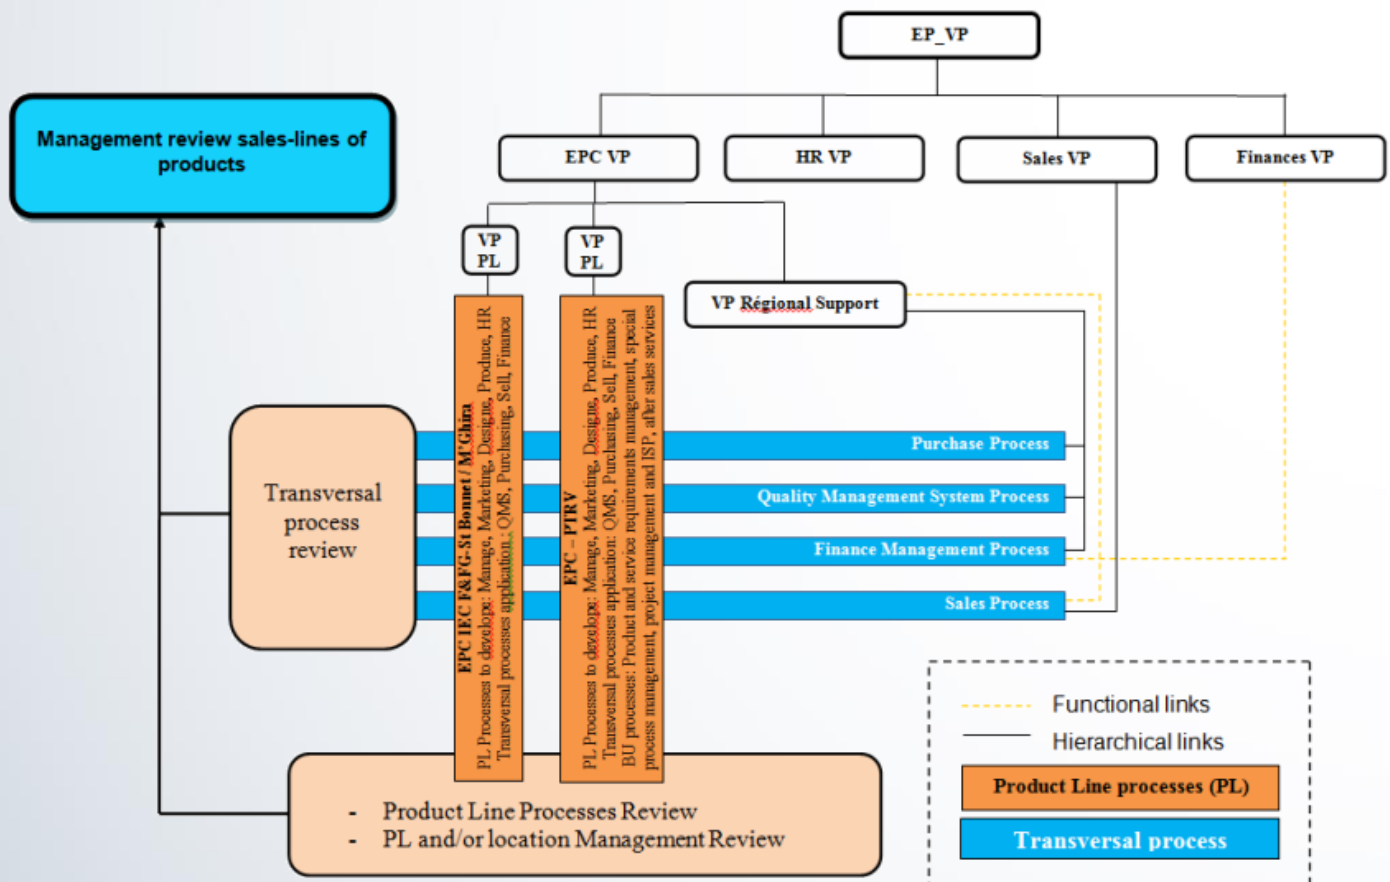 EP_VP
Management review sales-lines of
products
EPC VP
HR VP
Sales VP
Finances VP
VP
PL
VP
PL
VP Régional Support
EPC IEC F&FG-St Bonnet / M'Ghira
PL Processes to develope: Manage, Marketing, Designe, Produce, HR
Transversal processes application : QMS, Purchasing, Sell, Finance
EPC – PTRV
PL Processes to develope: Manage, Marketing, Designe, Produce, HR
Transversal processes application: QMS, Purchasing, Sell, Finance
BU processes: Product and service requirements management, special
process management, project management and ISP, after sales services
Transversal
process
review
Purchase Process
Quality Management System Process
Finance Management Process
Sales Process
- Product Line Processes Review
- PL and/or location Management Review
Functional links
Hierarchical links
Product Line processes (PL)
Transversal process